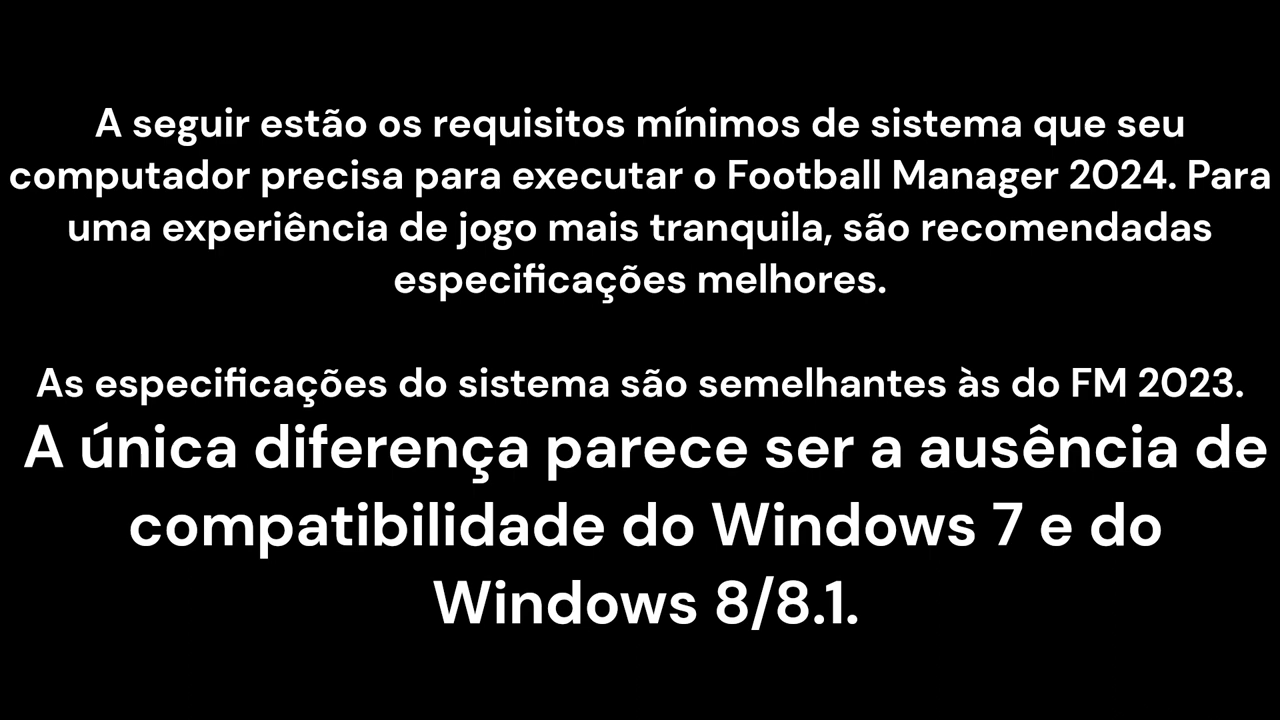 A seguir estão os requisitos mínimos de sistema que seu
computador precisa para executar o Football Manager 2024. Para
uma experiência de jogo mais tranquila, são recomendadas
especificações melhores.
As especificações do sistema são semelhantes às do FM 2023.
A única diferença parece ser a ausência de
compatibilidade do Windows 7 e do
Windows 8/8.1.